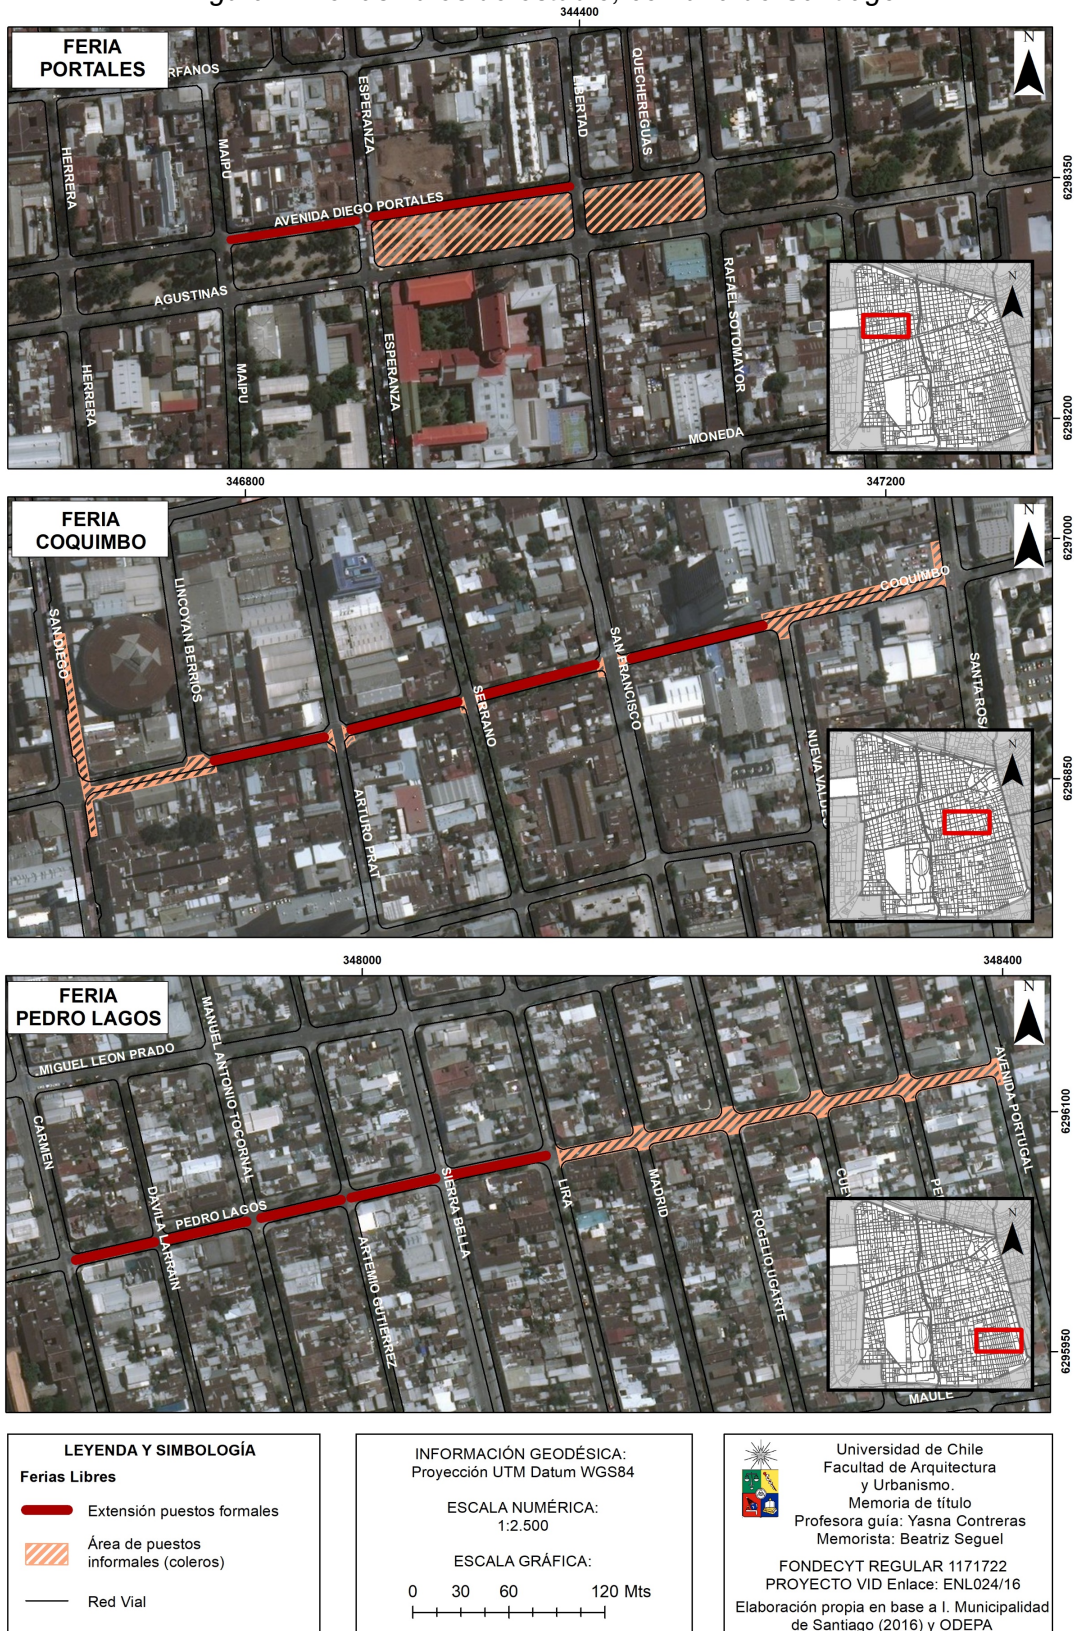 344400
FERIA
PORTALES
RFANOS
ESPERANZA
LIBERTAD
QUECHEREGUAS
N
HERRERA
MAIPU
6298350
AVENIDA DIEGO PORTALES
AGUSTINAS
RAFAEL SOTOMAYOR
N
HERRERA
MAIPU
ESPERANZA
MONEDA
6298200
346800
347200
FERIA
COQUIMBO
N
6297000
COQUIMBO
SAN DIEGO
LINCOYAN BERRIOS
SERRANO
SAN FRANCISCO
SANTA ROSA
ARTURO PRAT
NUEVA VALDES
N
6296850
348000
348400
FERIA
PEDRO LAGOS
N
MANUEL ANTONIO TOCORNAL
MIGUEL LEON PRADO
AVENIDA PORTUGAL
6296100
CARMEN
DAVILA LARRAIN
PEDRO LAGOS
SIERRA BELLA
LIRA
MADRID
ARTEMIO GUTIERREZ
ROGELIO UGARTE
N
6295950
MAULE
LEYENDA Y SIMBOLOGÍA
Ferias Libres
Extensión puestos formales
Área de puestos
informales (coleros)
Red Vial
INFORMACIÓN GEODÉSICA:
Proyección UTM Datum WGS84
ESCALA NUMÉRICA:
1:2.500
ESCALA GRÁFICA:
0 30 60 120 Mts
Universidad de Chile
Facultad de Arquitectura
y Urbanismo.
Memoria de título
Profesora guía: Yasna Contreras
Memorista: Beatriz Seguel
FONDECYT REGULAR 1171722
PROYECTO VID Enlace: ENL024/16
Elaboración propia en base a I. Municipalidad
de Santiago (2016) y ODEPA